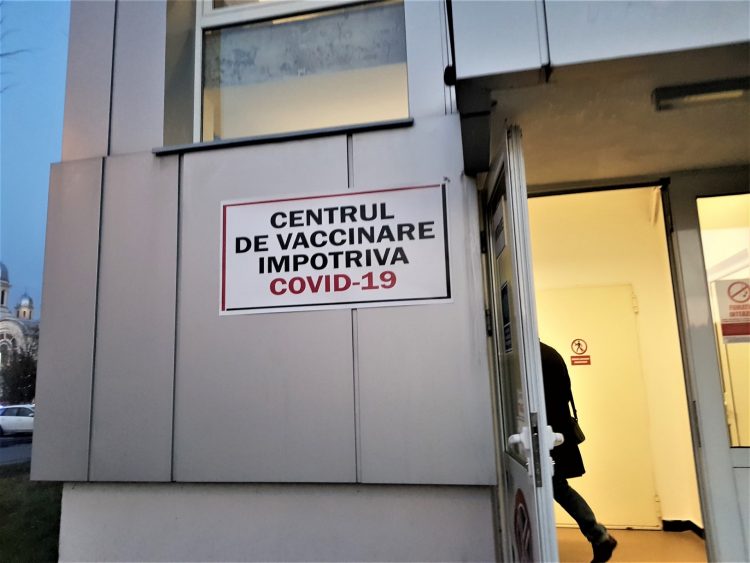 CENTRUL
DE VACCINARE
IMPOTRIVA
COVID-19